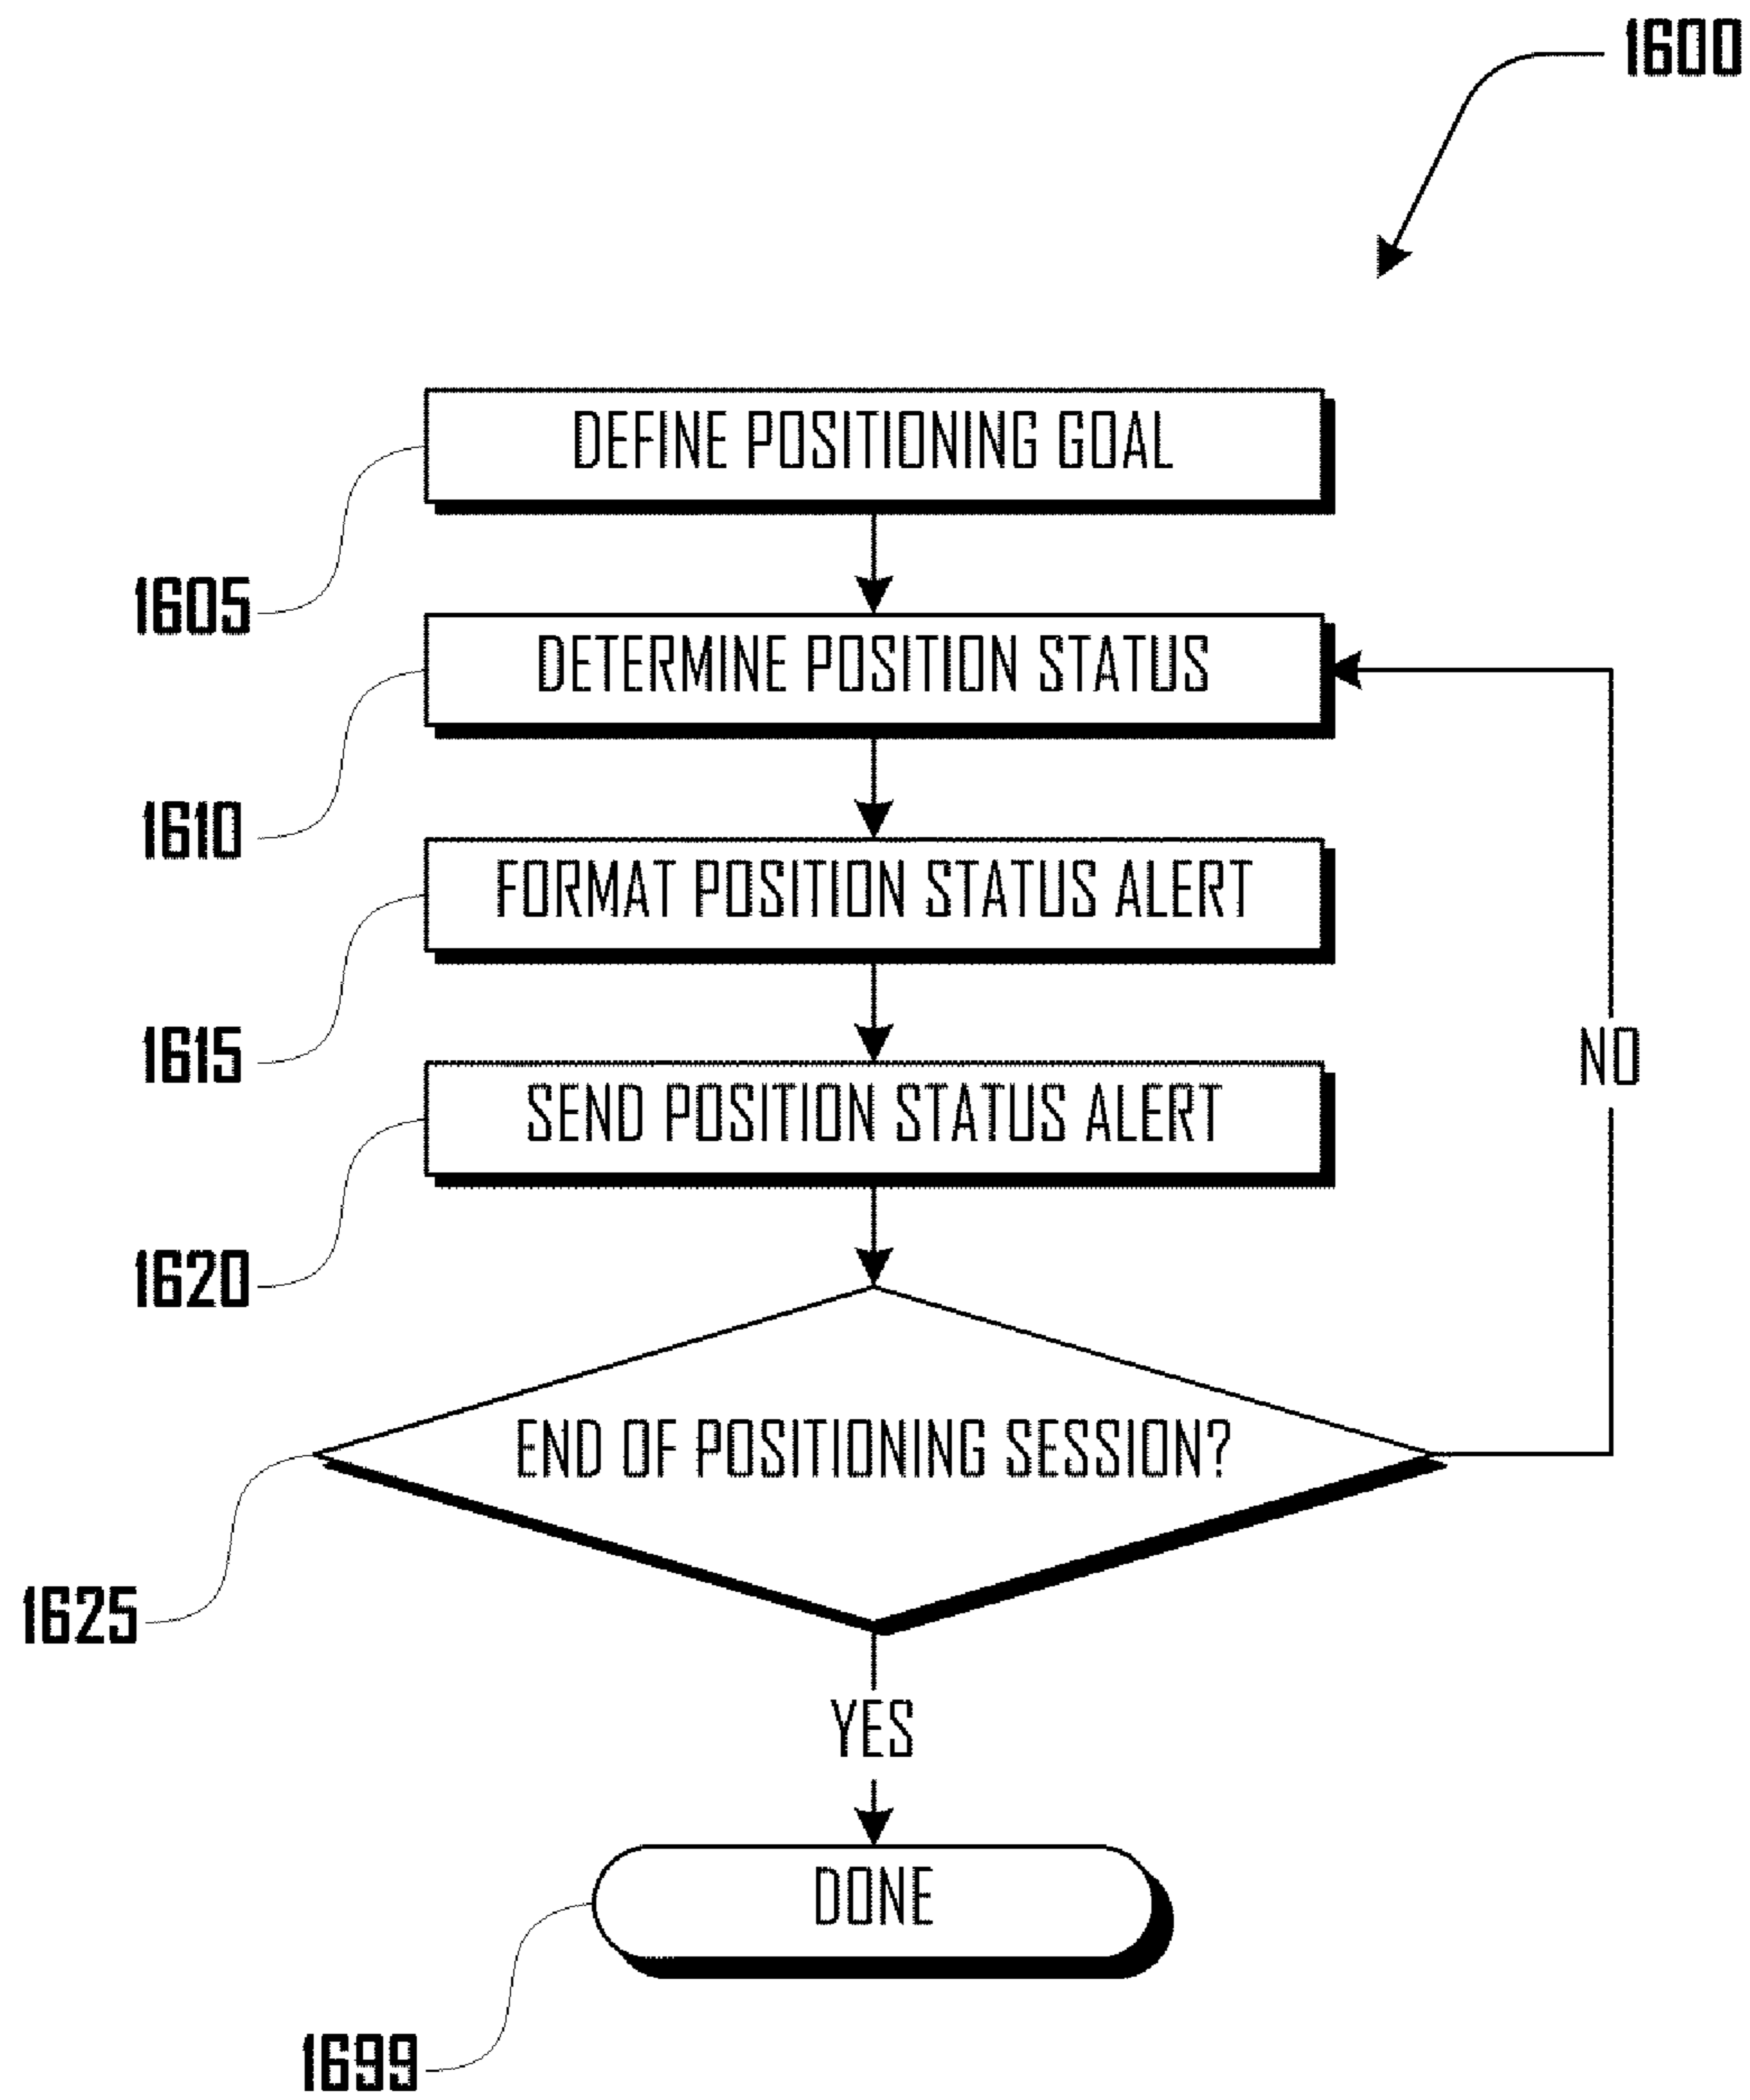 1600
DEFINE POSITIONING GOAL
1605
DETERMINE POSITION STATUS
1610
FORMAT POSITION STATUS ALERT
1615
NO
SEND POSITION STATUS ALERT
1620
END OF POSITIONING SESSION?
1625
YES
DONE
1699